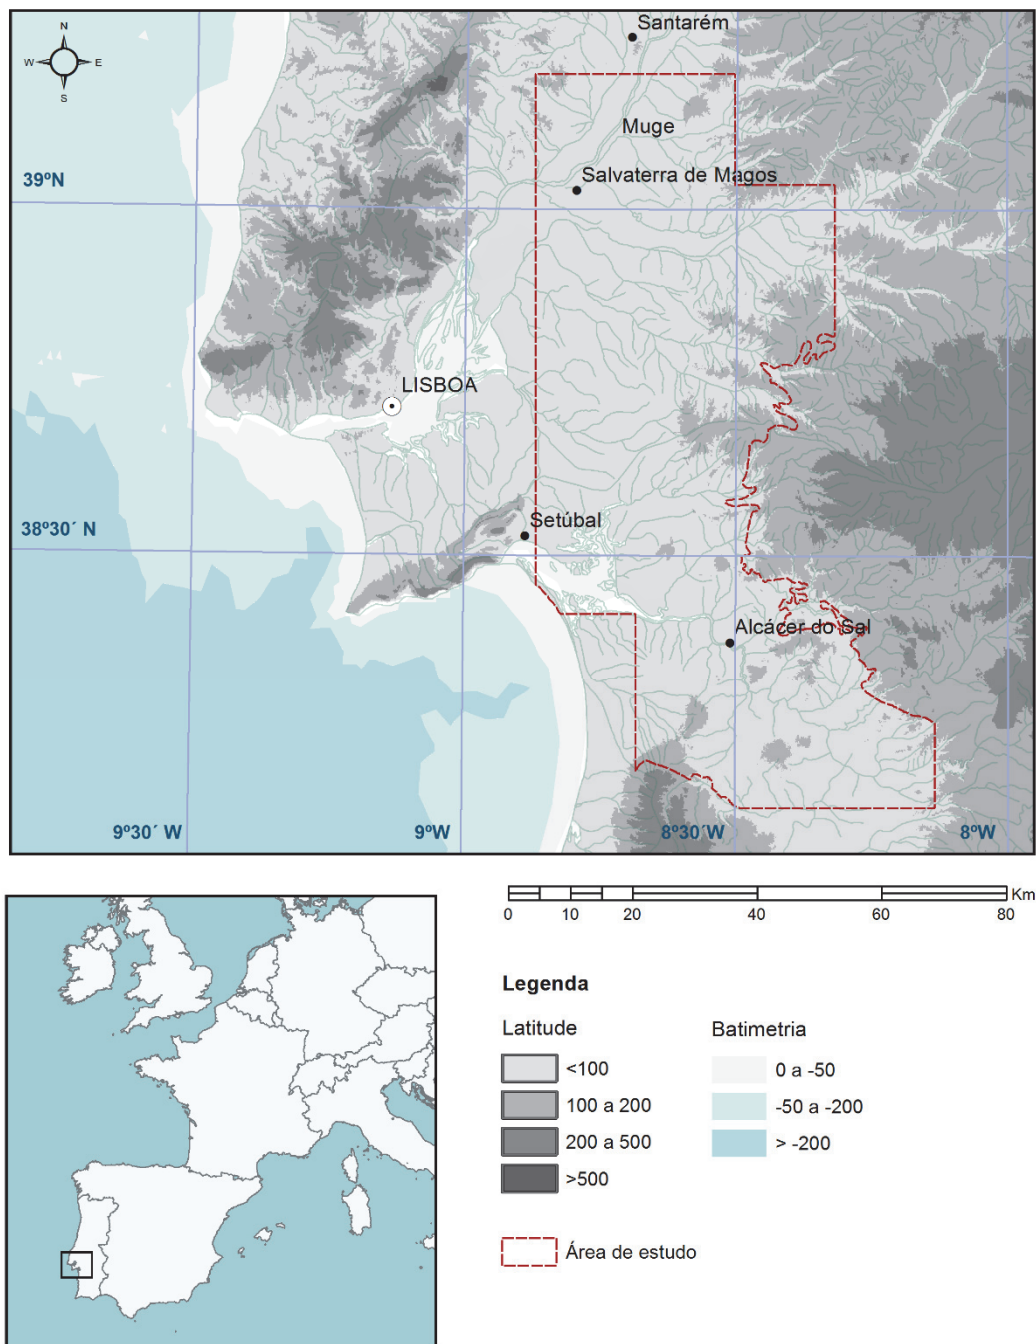 Santarém
N
W E
S
Muge
Salvaterra de Magos
39ºN
LISBOA
38º30´ N
Setúbal
Alcácer do Sal
9º30´ W
9ºW
8º30´W
8ºW
Km
0 10 20 40 60 80
Legenda
Latitude
Batimetria
<100
0 a -50
100 a 200
-50 a -200
200 a 500
> -200
>500
Área de estudo